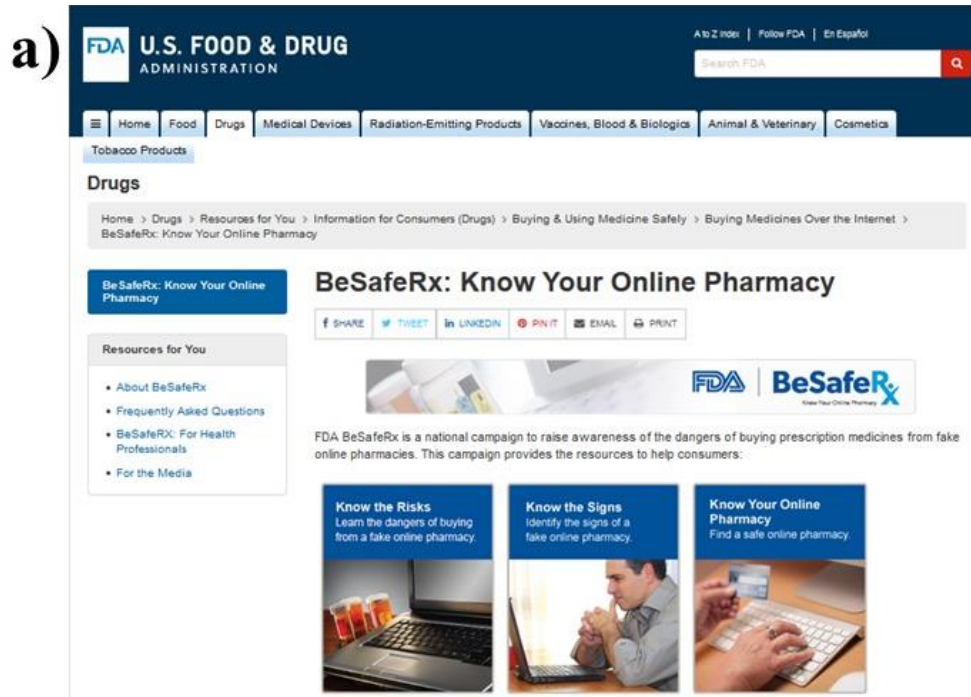 a)
FDA U.S. FOOD & DRUG
ADMINISTRATION
A to Z Index | Follow FDA | En Español
Search FDA
☰ Home Food Drugs Medical Devices Radiation-Emitting Products Vaccines, Blood & Biologics Animal & Veterinary Cosmetics
Tobacco Products
Drugs
Home > Drugs > Resources for You > Information for Consumers (Drugs) > Buying & Using Medicine Safely > Buying Medicines Over the Internet >
BeSafeRx: Know Your Online Pharmacy
BeSafeRx: Know Your Online
Pharmacy
Resources for You
• About BeSafeRx
• Frequently Asked Questions
• BeSafeRX: For Health
Professionals
• For the Media
BeSafeRx: Know Your Online Pharmacy
f SHARE TWEET in LINKEDIN PIN IT EMAIL PRINT
FDA BeSafeRx
Know Your Online Pharmacy
FDA BeSafeRx is a national campaign to raise awareness of the dangers of buying prescription medicines from fake
online pharmacies. This campaign provides the resources to help consumers:
Know the Risks
Learn the dangers of buying
from a fake online pharmacy.
Know the Signs
Identify the signs of a
fake online pharmacy.
Know Your Online
Pharmacy
Find a safe online pharmacy.